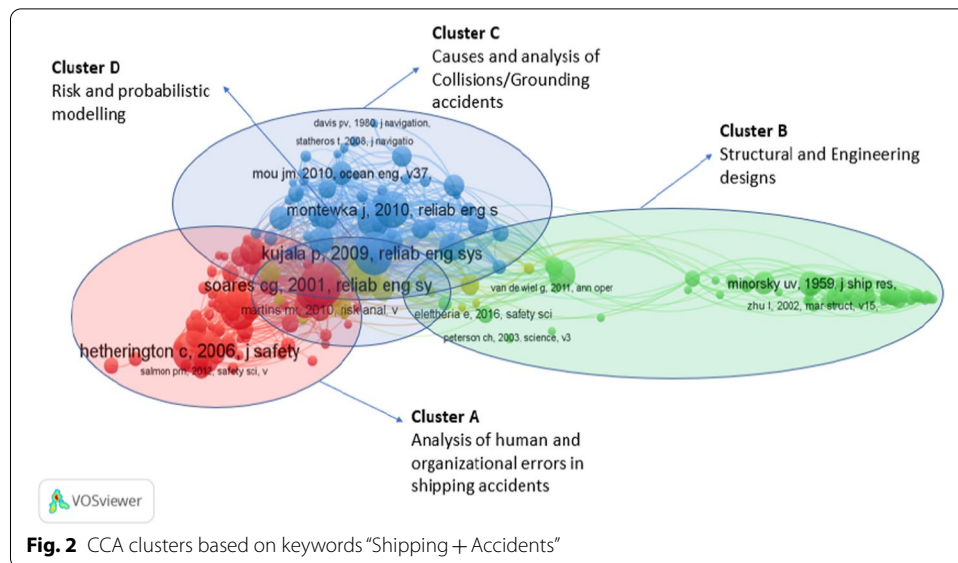 Cluster C
Causes and analysis of
Collisions/Grounding
accidents
Cluster D
Risk and probabilistic
modelling
Cluster B
Structural and Engineering
designs
davis pv, 1980, j navigation,
statheros t, 2008, j navigatio
mou jm, 2010, ocean eng, v37,
montewka j, 2010, reliab eng s
kujala p, 2009, reliab eng sys
soares cg, 2001, reliab eng sy
martins mr, 2010, risk anal, v
van de wiel g, 2011, ann oper
eleftheria e, 2016, safety sci
peterson ch, 2003, science, v3
minorsky uv, 1959, j ship res,
zhu l, 2002, mar struct, v15,
hetherington c, 2006, j safety
salmon pm, 2012, safety sci, v
Cluster A
Analysis of human and
organizational errors in
shipping accidents
VOSviewer
Fig. 2 CCA clusters based on keywords “Shipping + Accidents”